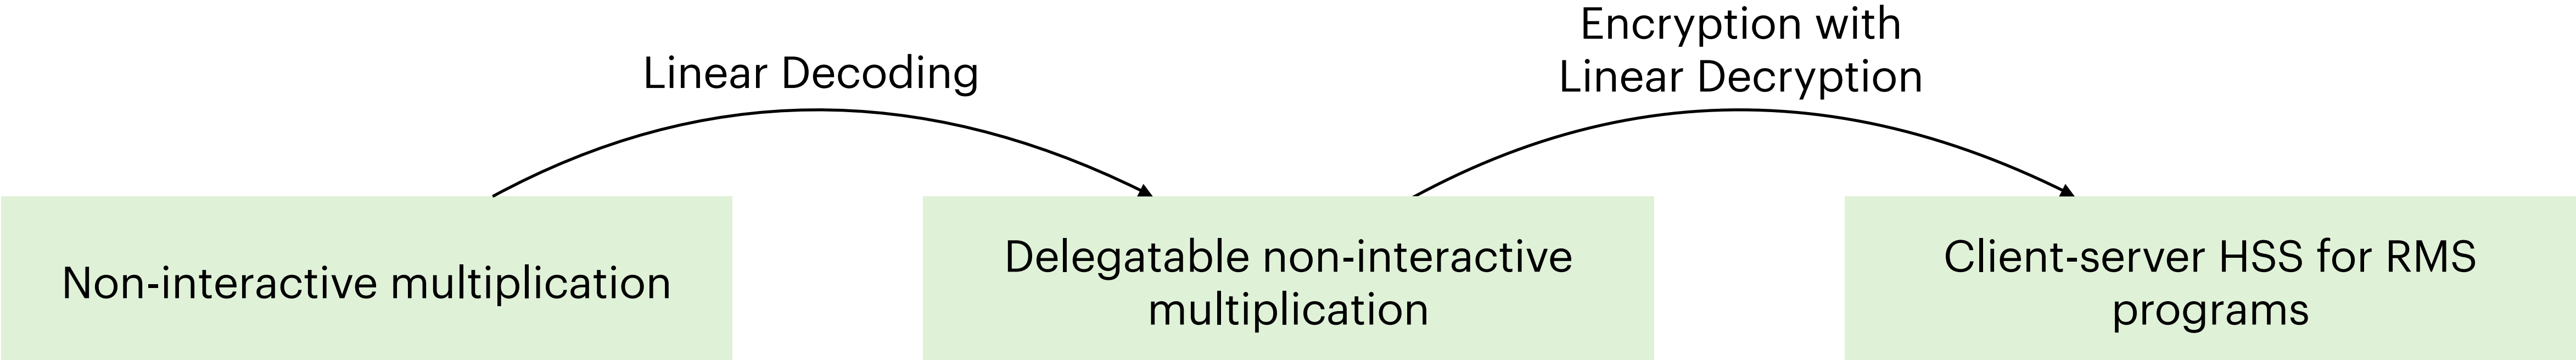 Linear Decoding
Encryption with
Linear Decryption
Non-interactive multiplication
Delegatable non-interactive
multiplication
Client-server HSS for RMS
programs